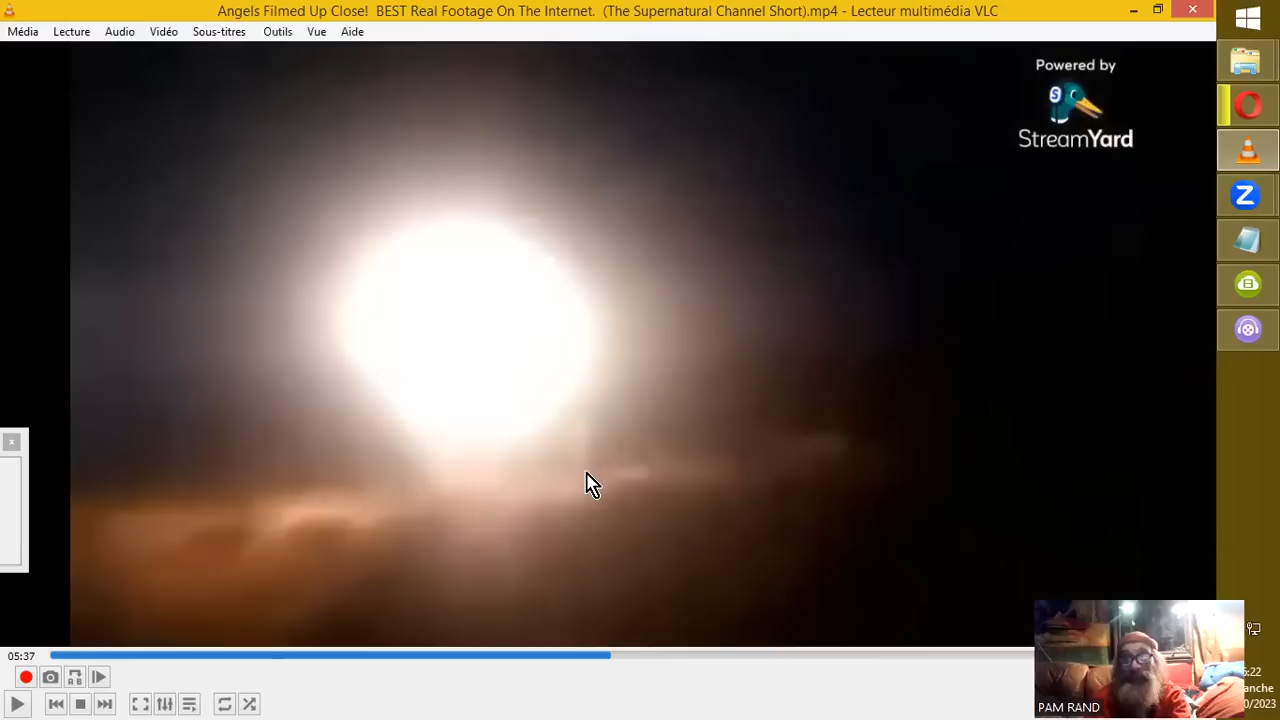 Angels Filmed Up Close!  BEST Real Footage On The Internet.  (The Supernatural Channel Short).mp4 - Lecteur multimédia VLC
Média Lecture Audio Vidéo Sous-titres Outils Vue Aide
Powered by
StreamYard
05:37
PAM RAND